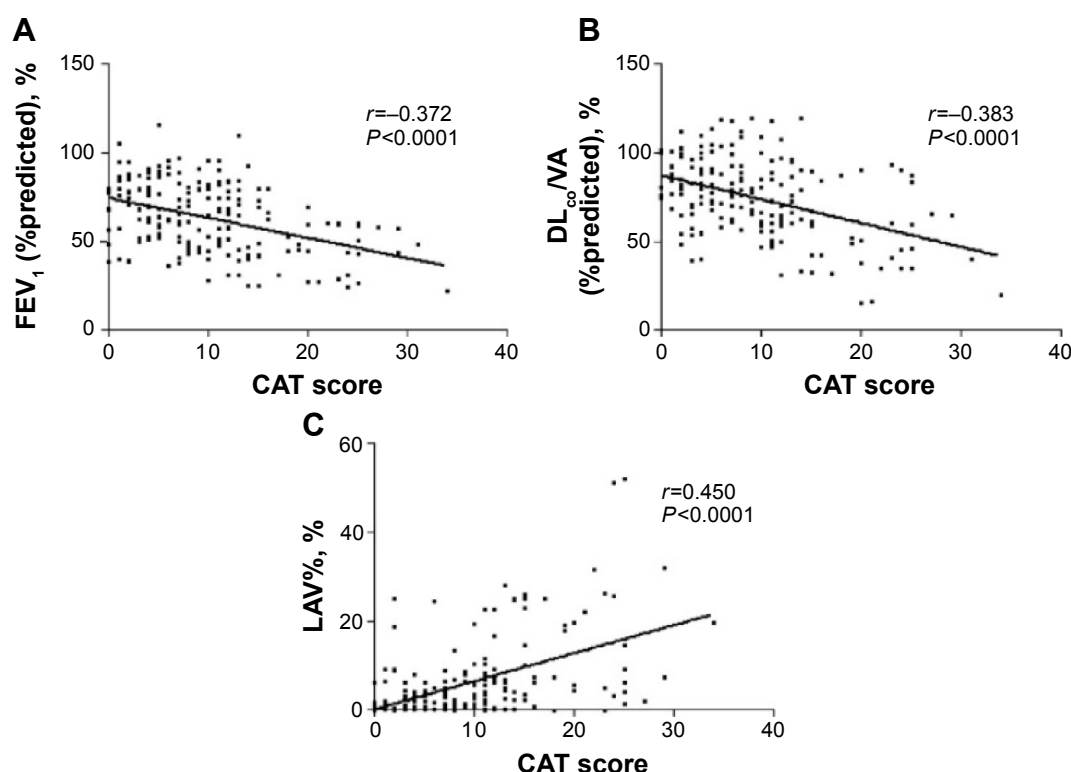 A
FEV1 (%predicted), %
150
100
50
0
r=–0.372
P<0.0001
0 10 20 30 40
CAT score
B
DLco/VA
(%predicted), %
150
100
50
0
r=–0.383
P<0.0001
0 10 20 30 40
CAT score
C
LAV%, %
60
40
20
0
r=0.450
P<0.0001
0 10 20 30 40
CAT score